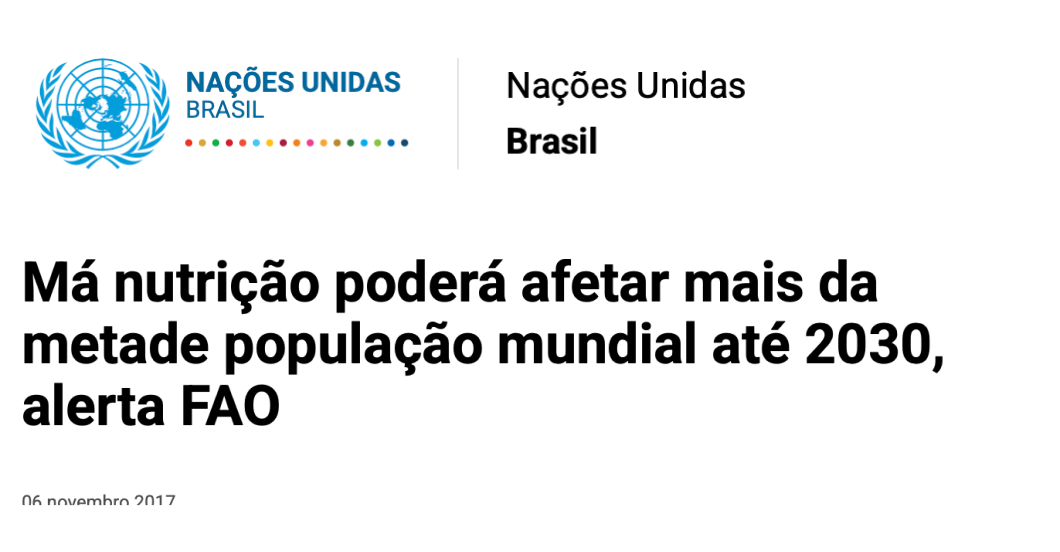 NAÇÕES UNIDAS
BRASIL
Nações Unidas
Brasil
Má nutrição poderá afetar mais da
metade população mundial até 2030,
alerta FAO
06 novembro 2017